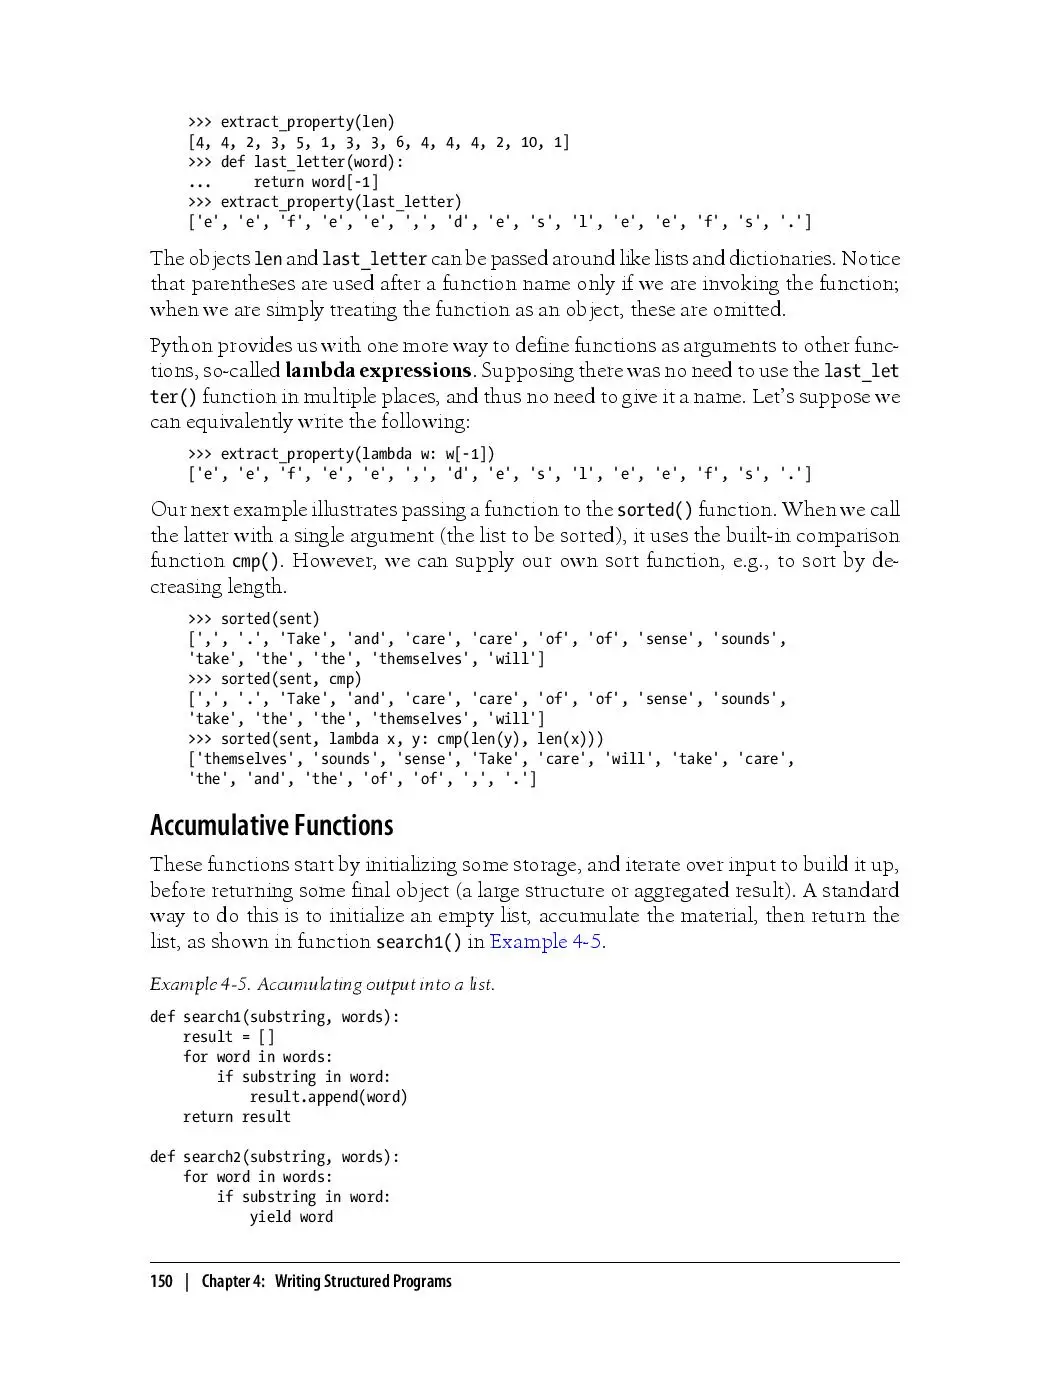 >>> extract_property(len)
[4, 4, 2, 3, 5, 1, 3, 3, 6, 4, 4, 4, 2, 10, 1]
>>> def last_letter(word):
...     return word[-1]
>>> extract_property(last_letter)
['e', 'e', 'f', 'e', 'e', ',', 'd', 'e', 's', 'l', 'e', 'e', 'f', 's', '.']
The objects len and last_letter can be passed around like lists and dictionaries. Notice
that parentheses are used after a function name only if we are invoking the function;
when we are simply treating the function as an object, these are omitted.
Python provides us with one more way to define functions as arguments to other func-
tions, so-called lambda expressions. Supposing there was no need to use the last_let
ter() function in multiple places, and thus no need to give it a name. Let's suppose we
can equivalently write the following:
>>> extract_property(lambda w: w[-1])
['e', 'e', 'f', 'e', 'e', ',', 'd', 'e', 's', 'l', 'e', 'e', 'f', 's', '.']
Our next example illustrates passing a function to the sorted() function. When we call
the latter with a single argument (the list to be sorted), it uses the built-in comparison
function cmp(). However, we can supply our own sort function, e.g., to sort by de-
creasing length.
>>> sorted(sent)
[',', '.', 'Take', 'and', 'care', 'care', 'of', 'of', 'sense', 'sounds',
'take', 'the', 'the', 'themselves', 'will']
>>> sorted(sent, cmp)
[',', '.', 'Take', 'and', 'care', 'care', 'of', 'of', 'sense', 'sounds',
'take', 'the', 'the', 'themselves', 'will']
>>> sorted(sent, lambda x, y: cmp(len(y), len(x)))
['themselves', 'sounds', 'sense', 'Take', 'care', 'will', 'take', 'care',
'the', 'and', 'the', 'of', 'of', ',', '.']
Accumulative Functions
These functions start by initializing some storage, and iterate over input to build it up,
before returning some final object (a large structure or aggregated result). A standard
way to do this is to initialize an empty list, accumulate the material, then return the
list, as shown in function search1() in Example 4-5.
Example 4-5. Accumulating output into a list.
def search1(substring, words):
    result = []
    for word in words:
        if substring in word:
            result.append(word)
    return result
def search2(substring, words):
    for word in words:
        if substring in word:
            yield word
150 | Chapter 4: Writing Structured Programs